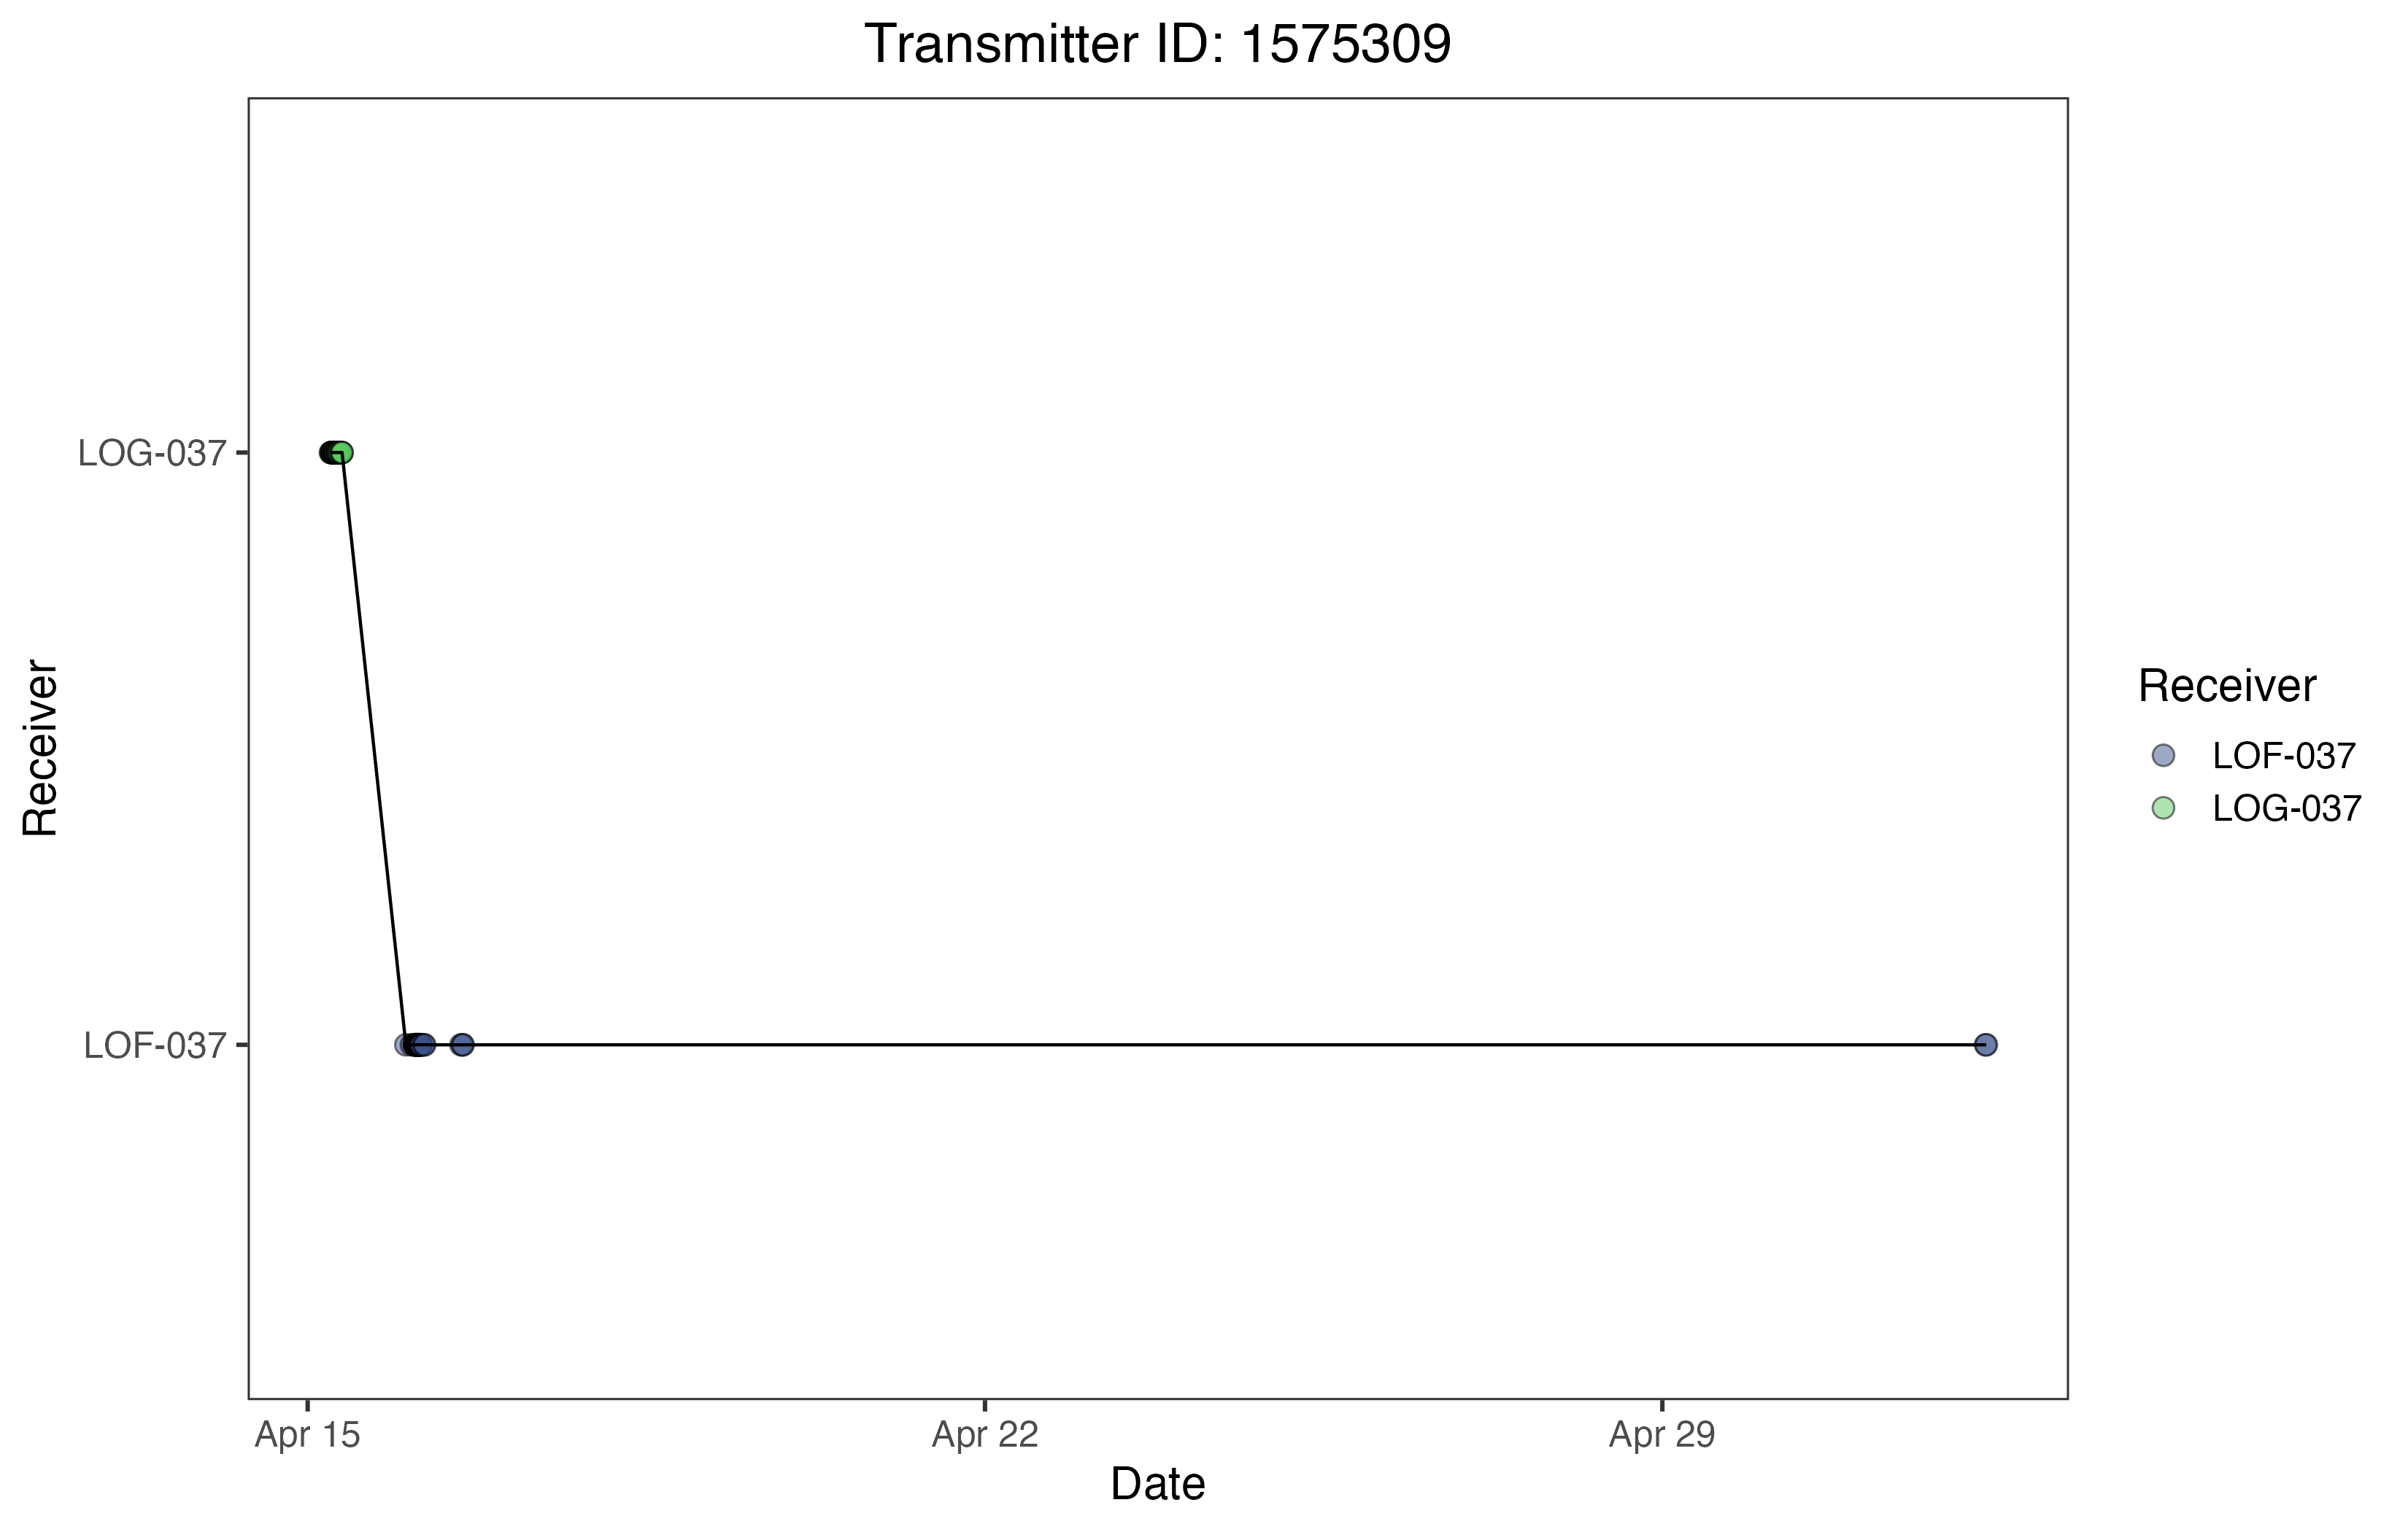 Transmitter ID: 1575309
Receiver
LOG-037
LOF-037
Apr 15
Apr 22
Apr 29
Date
Receiver
LOF-037
LOG-037